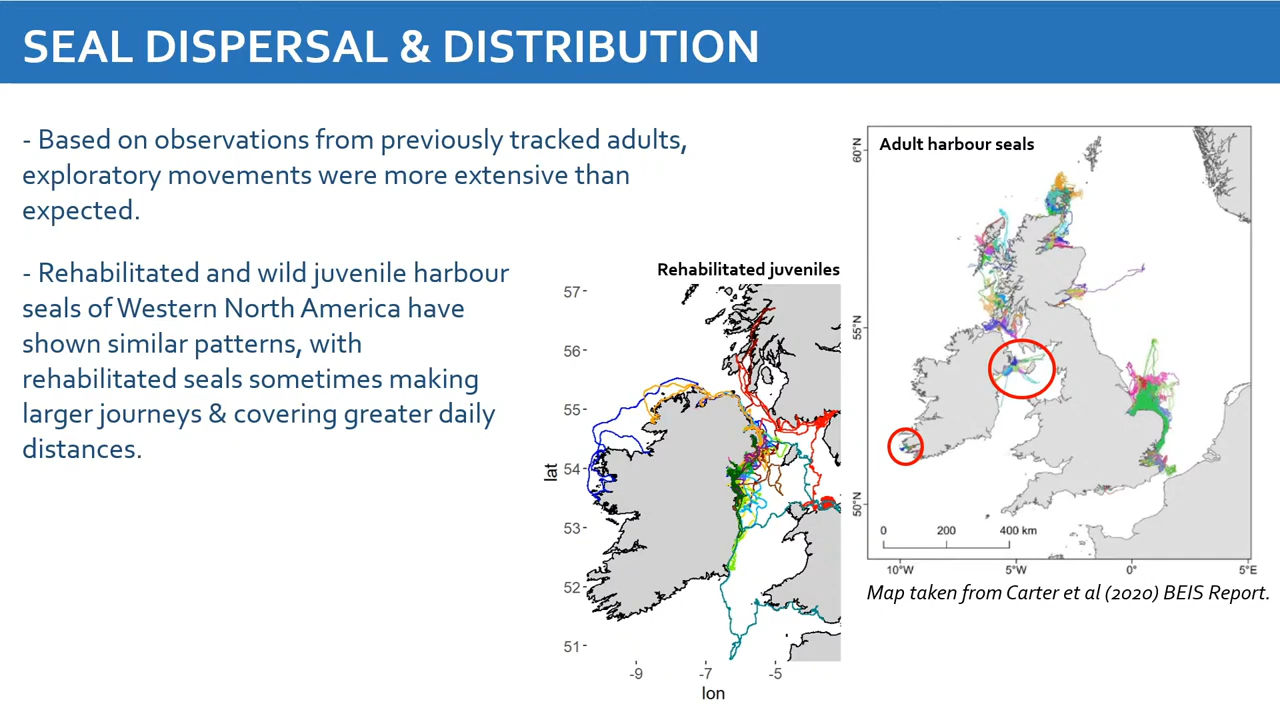 SEAL DISPERSAL & DISTRIBUTION
- Based on observations from previously tracked adults,
exploratory movements were more extensive than
expected.
- Rehabilitated and wild juvenile harbour
seals of Western North America have
shown similar patterns, with
rehabilitated seals sometimes making
larger journeys & covering greater daily
distances.
Rehabilitated juveniles
57
56
55
54
53
52
51
lat
-9
-7
-5
lon
Adult harbour seals
60°N
55°N
50°N
0
200
400 km
10°W
5°W
0°
5°E
Map taken from Carter et al (2020) BEIS Report.